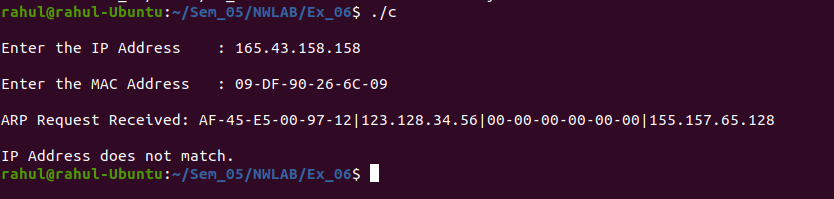 rahul@rahul-Ubuntu:~/Sem_05/NWLAB/Ex_06$ ./c
Enter the IP Address    : 165.43.158.158
Enter the MAC Address   : 09-DF-90-26-6C-09
ARP Request Received: AF-45-E5-00-97-12|123.128.34.56|00-00-00-00-00-00|155.157.65.128
IP Address does not match.
rahul@rahul-Ubuntu:~/Sem_05/NWLAB/Ex_06$